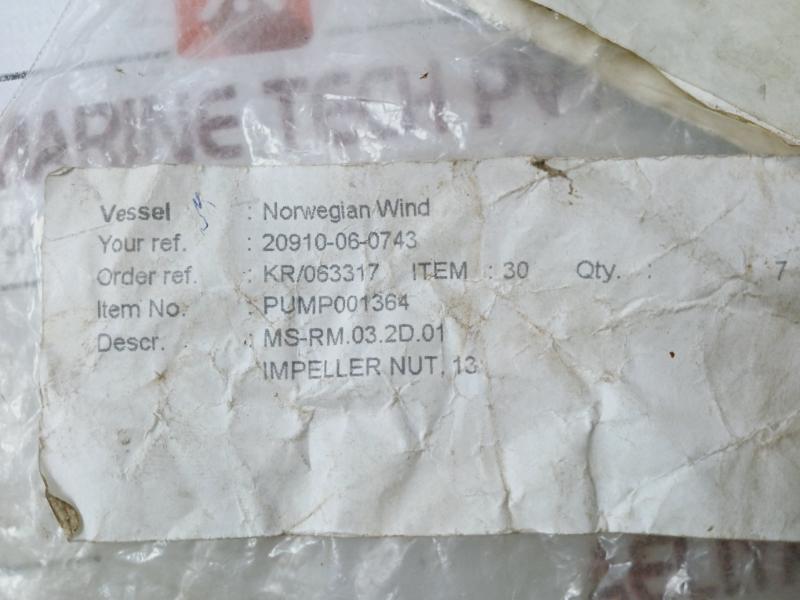 MARINE TECH PV
Vessel : Norwegian Wind
Your ref. : 20910-06-0743
Order ref. : KR/063317 ITEM : 30 Qty. : 7
Item No. : PUMP001364
Descr. : MS-RM.03.2D.01
IMPELLER NUT, 13